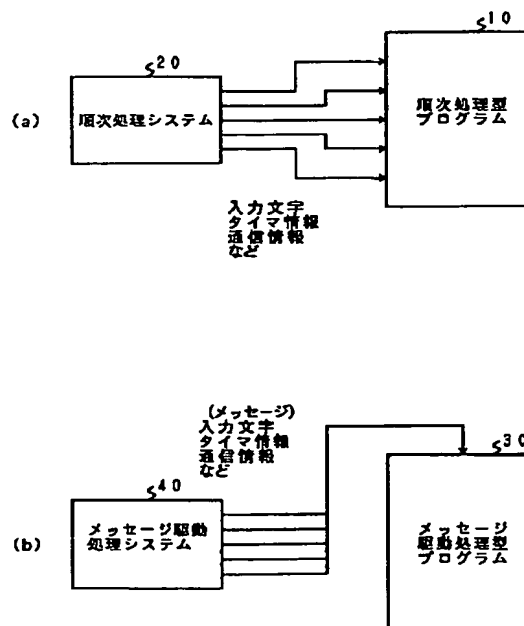 10
20
(a)
順次処理システム
順次処理型
プログラム
入力文字
タイマ情報
通信情報
など
(メッセージ)
入力文字
タイマ情報
通信情報
など
30
40
(b)
メッセージ駆動
処理システム
メッセージ
駆動処理型
プログラム